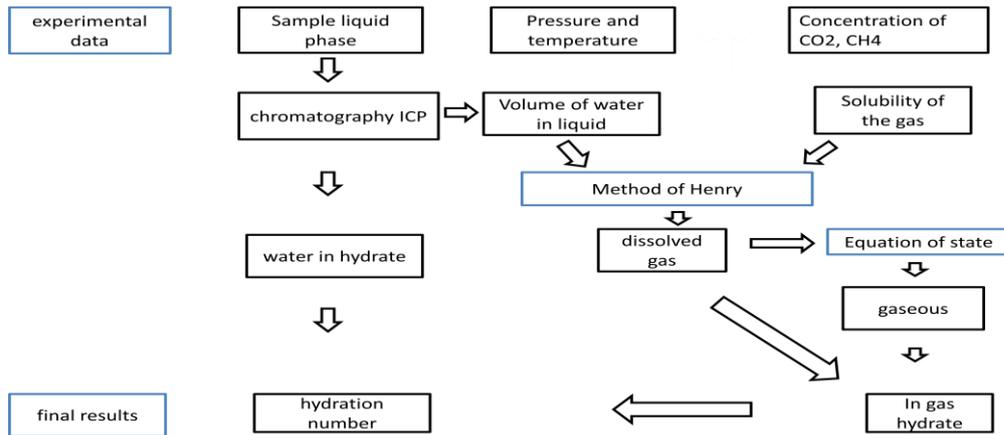 experimental
data
Sample liquid
phase
Pressure and
temperature
Concentration of
CO2, CH4
chromatography ICP
Volume of water
in liquid
Solubility of
the gas
Method of Henry
water in hydrate
dissolved
gas
Equation of state
gaseous
final results
hydration
number
In gas
hydrate